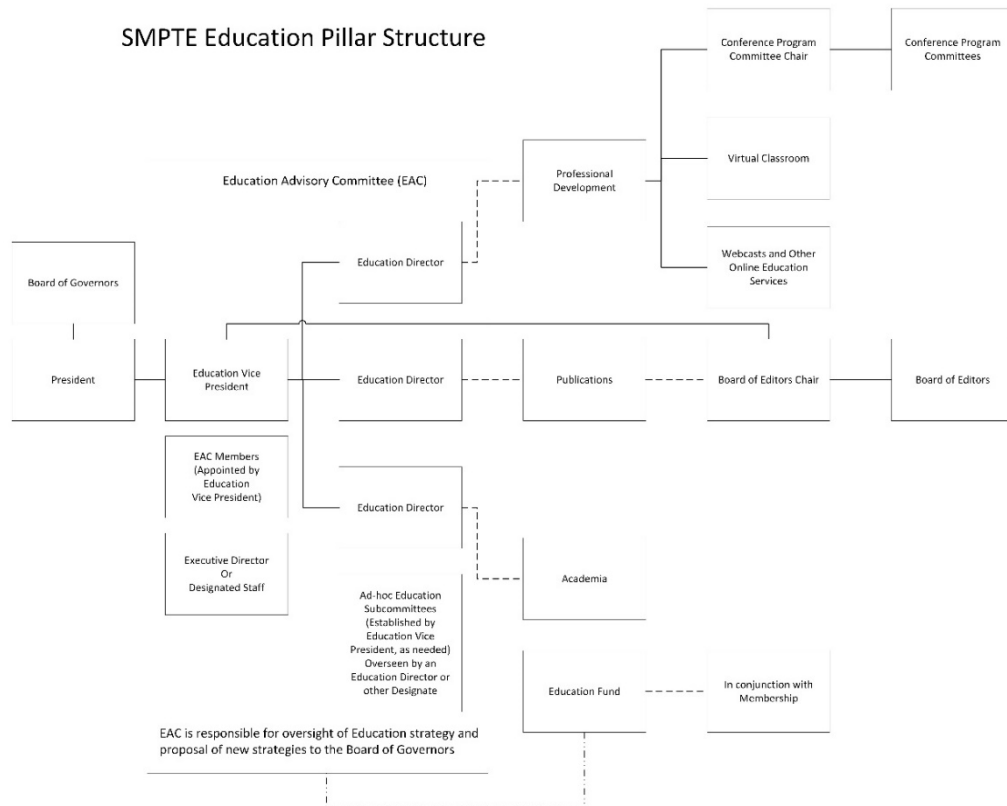 SMPTE Education Pillar Structure
Conference Program
Committee Chair
Conference Program
Committees
Virtual Classroom
Professional
Development
Education Advisory Committee (EAC)
Webcasts and Other
Online Education
Services
Education Director
Board of Governors
President
Education Vice
President
Education Director
Publications
Board of Editors Chair
Board of Editors
EAC Members
(Appointed by
Education
Vice President)
Education Director
Executive Director
Or
Designated Staff
Academia
Ad-hoc Education
Subcommittees
(Established by
Education Vice
President, as needed)
Overseen by an
Education Director or
other Designate
Education Fund
In conjunction with
Membership
EAC is responsible for oversight of Education strategy and
proposal of new strategies to the Board of Governors